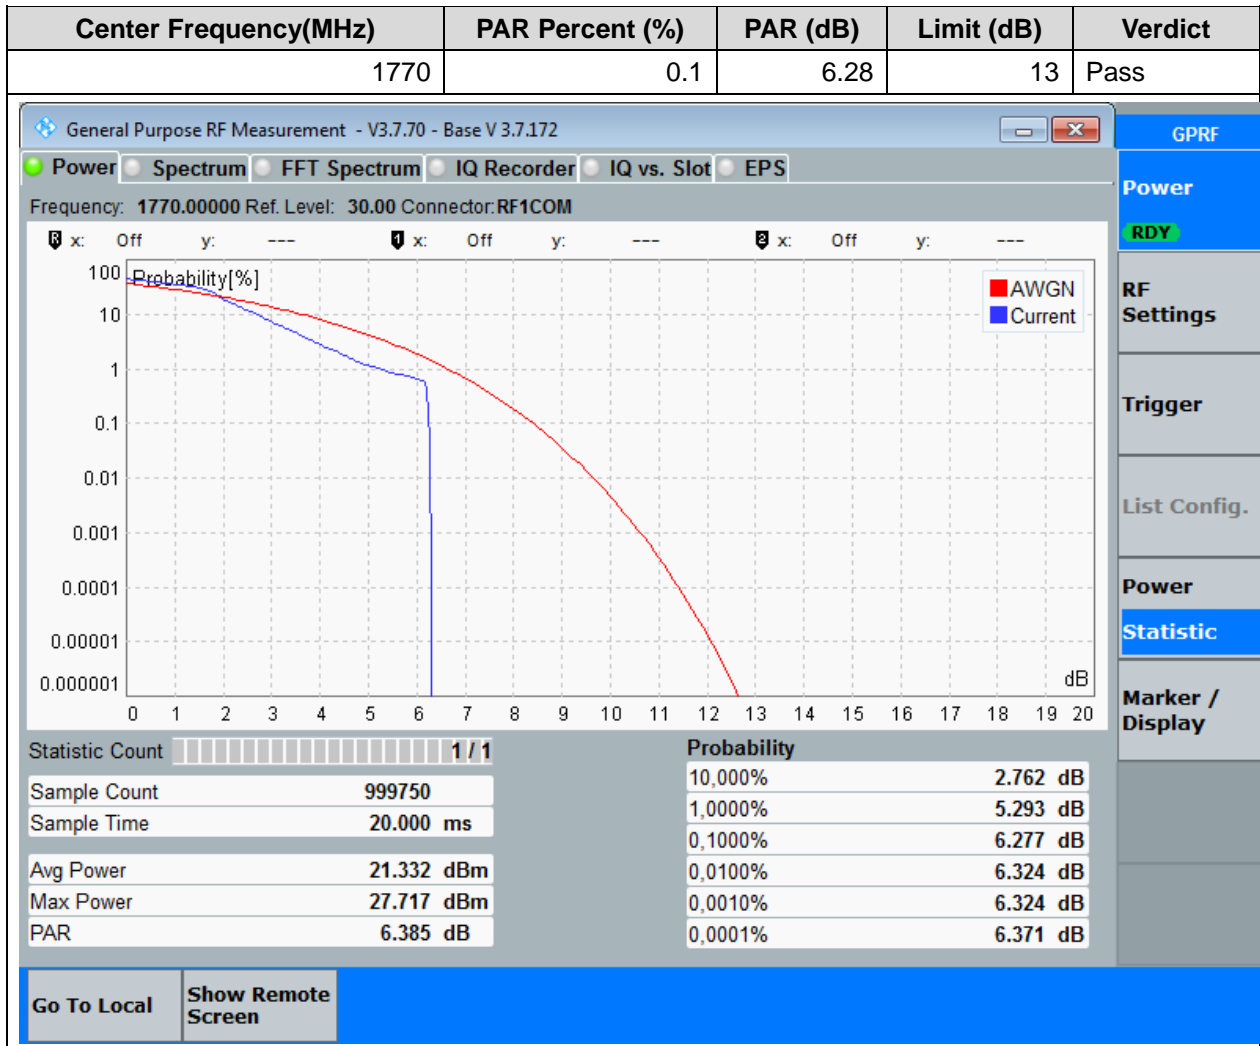 Center Frequency(MHz) PAR Percent (%) PAR (dB) Limit (dB) Verdict
1770 0.1 6.28 13 Pass
General Purpose RF Measurement - V3.7.70 - Base V 3.7.172
GPRF
Power Spectrum FFT Spectrum IQ Recorder IQ vs. Slot EPS
Power
RDY
Frequency: 1770.00000 Ref. Level: 30.00 Connector: RF1COM
R x: Off y: --- 1 x: Off y: --- 2 x: Off y: ---
Probability[%]
AWGN
Current
100
10
1
0.1
0.01
0.001
0.0001
0.00001
0.000001
dB
0 1 2 3 4 5 6 7 8 9 10 11 12 13 14 15 16 17 18 19 20
RF
Settings
Trigger
List Config.
Power
Statistic
Marker /
Display
Statistic Count 1 / 1
Sample Count 999750
Sample Time 20.000 ms
Avg Power 21.332 dBm
Max Power 27.717 dBm
PAR 6.385 dB
Probability
10,000% 2.762 dB
1,0000% 5.293 dB
0,1000% 6.277 dB
0,0100% 6.324 dB
0,0010% 6.324 dB
0,0001% 6.371 dB
Go To Local
Show Remote
Screen